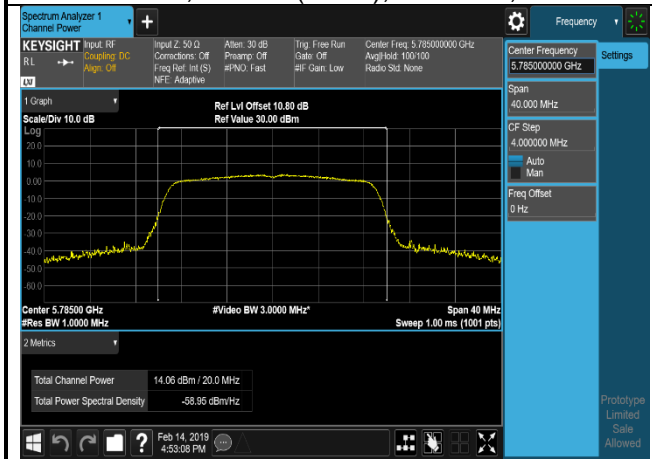 Spectrum Analyzer 1
Channel Power
Frequency
KEYSIGHT
RL
LXI
Input: RF
Coupling: DC
Align: Off
Input Z: 50 Ω
Corrections: Off
Freq Ref: Int (S)
NFE: Adaptive
Atten: 30 dB
Preamp: Off
#PNO: Fast
Trig: Free Run
Gate: Off
#IF Gain: Low
Center Freq: 5.785000000 GHz
Avg|Hold: 100/100
Radio Std: None
Center Frequency
5.785000000 GHz
Settings
Span
40.000 MHz
CF Step
4.000000 MHz
Auto
Man
Freq Offset
0 Hz
1 Graph
Scale/Div 10.0 dB
Ref Lvl Offset 10.80 dB
Ref Value 30.00 dBm
Log
20.0
10.0
0.00
-10.0
-20.0
-30.0
-40.0
-50.0
-60.0
Center 5.78500 GHz
#Video BW 3.0000 MHz*
Span 40 MHz
#Res BW 1.0000 MHz
Sweep 1.00 ms (1001 pts)
2 Metrics
Total Channel Power 14.06 dBm / 20.0 MHz
Total Power Spectral Density -58.95 dBm/Hz
Prototype
Limited
Sale
Allowed
Feb 14, 2019
4:53:08 PM